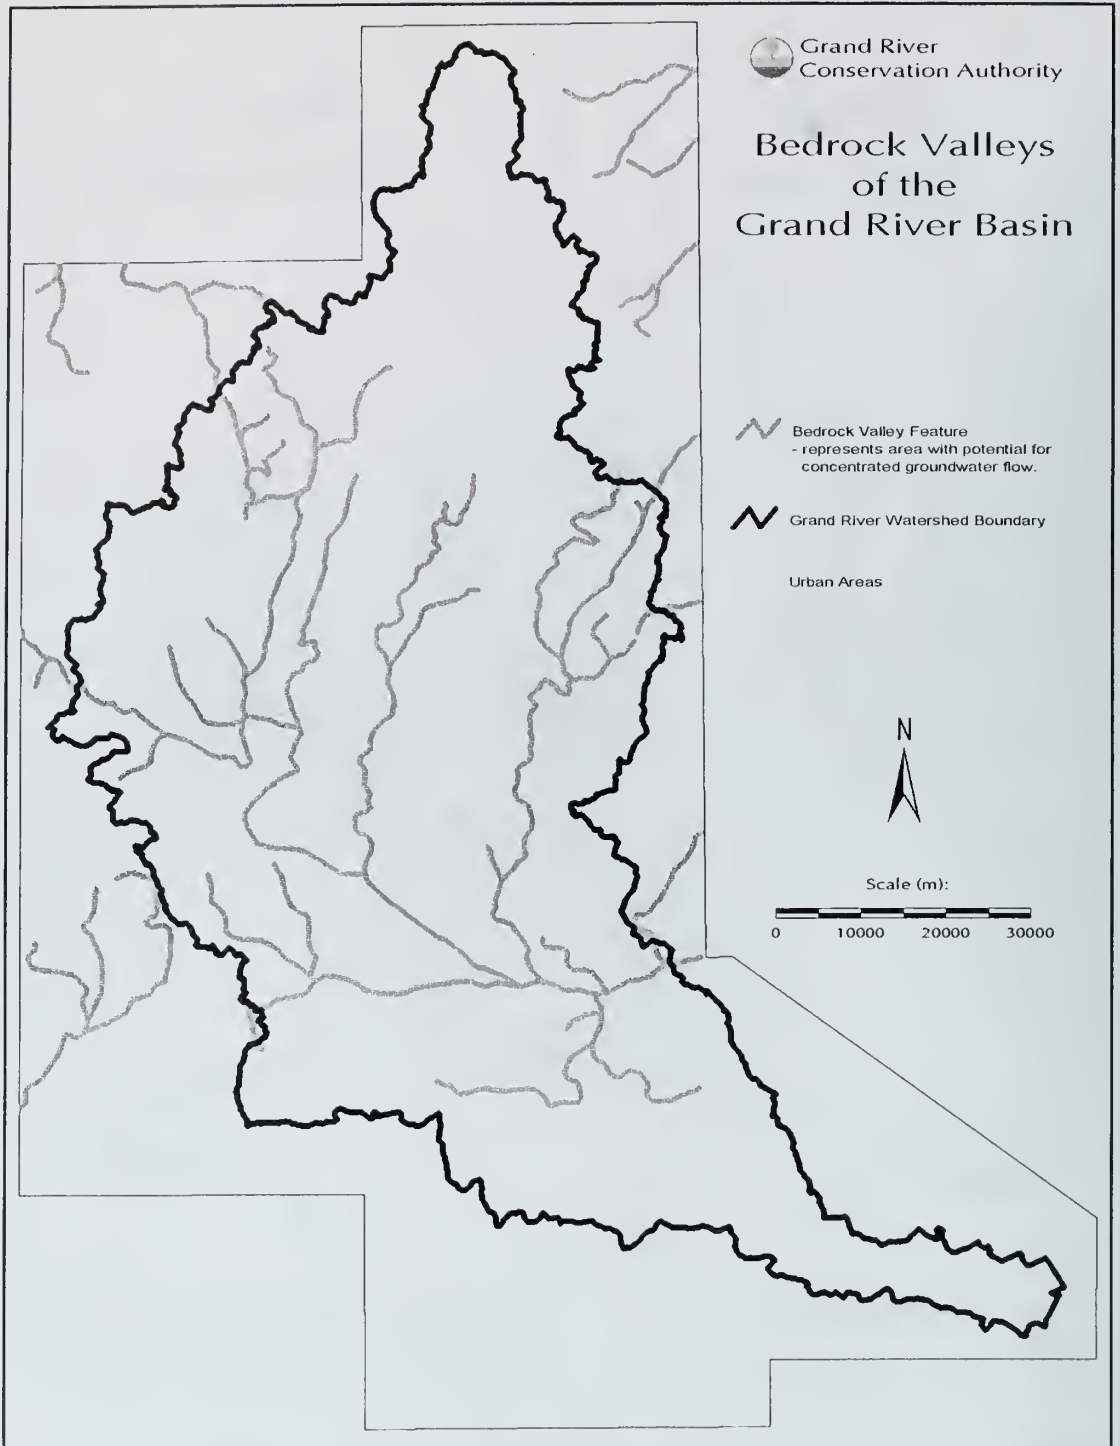 Grand River
Conservation Authority
Bedrock Valleys
of the
Grand River Basin
Bedrock Valley Feature
- represents area with potential for
concentrated groundwater flow.
Grand River Watershed Boundary
Urban Areas
N
Scale (m):
0 10000 20000 30000